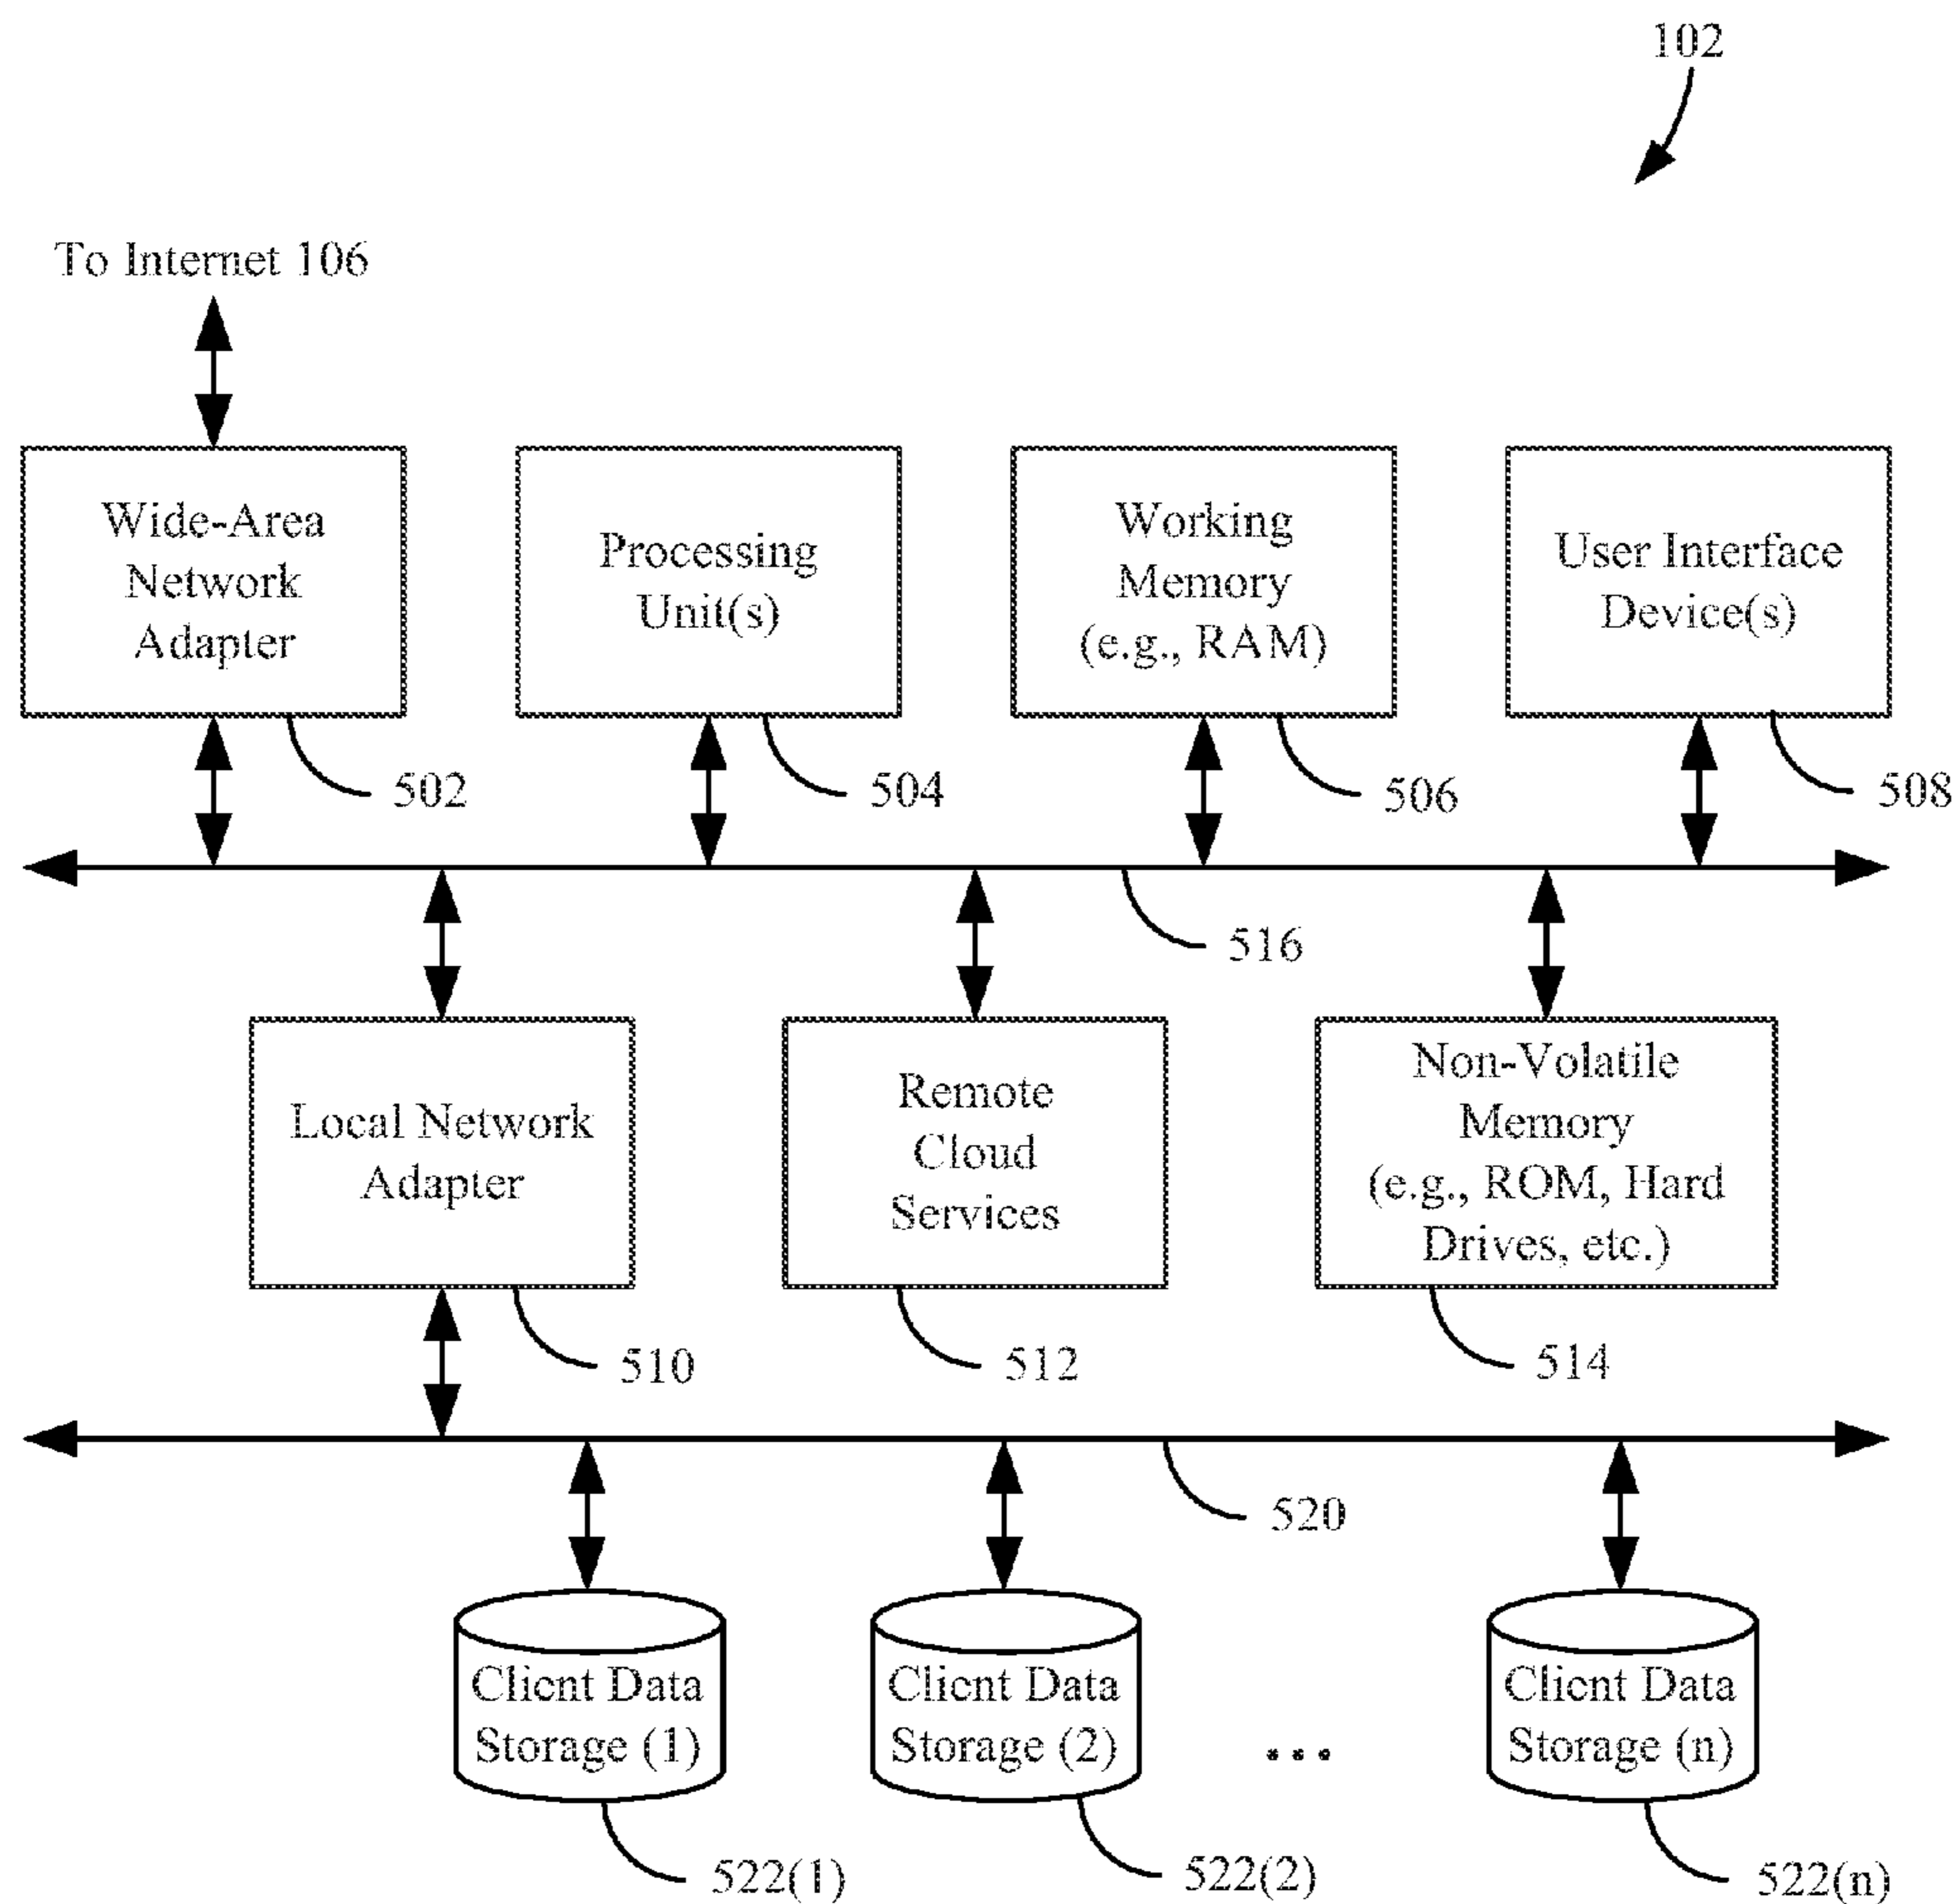 102
To Internet 106
Wide-Area
Network
Adapter
Processing
Unit(s)
Working
Memory
(e.g., RAM)
User Interface
Device(s)
502
504
506
508
516
Local Network
Adapter
Remote
Cloud
Services
Non-Volatile
Memory
(e.g., ROM, Hard
Drives, etc.)
510
512
514
520
Client Data
Storage (1)
Client Data
Storage (2)
...
Client Data
Storage (n)
522(1)
522(2)
522(n)